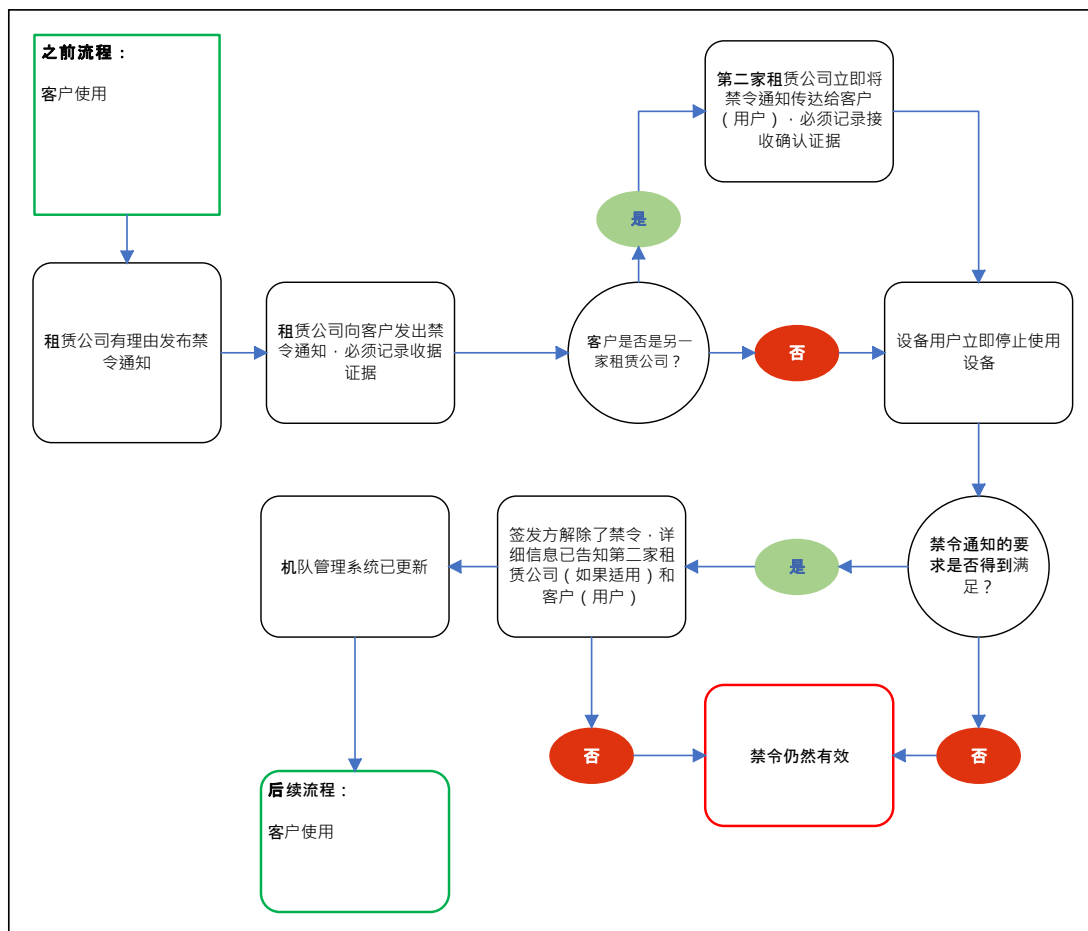 之前流程：
客户使用
第二家租赁公司立即将
禁令通知传达给客户
（用户）·必须记录接
收确认证据
是
租赁公司有理由发布禁
令通知
租赁公司向客户发出禁
令通知·必须记录收据
证据
客户是否是另一
家租赁公司？
否
设备用户立即停止使用
设备
机队管理系统已更新
签发方解除了禁令·详
细信息已告知第二家租
赁公司（如果适用）和
客户（用户）
是
禁令通知的要
求是否得到满
足？
否
禁令仍然有效
否
后续流程：
客户使用